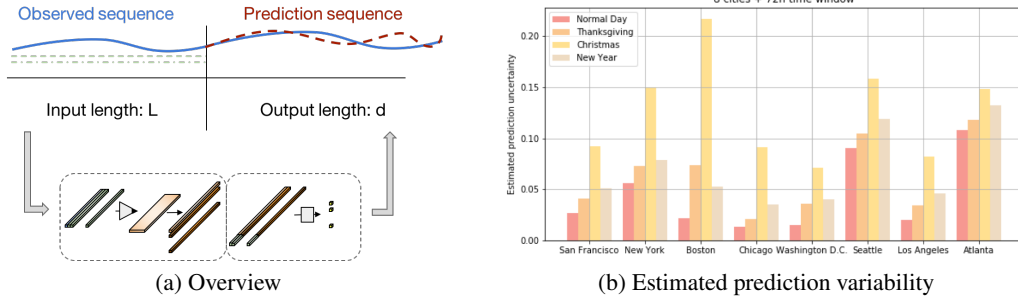 Observed sequence
Prediction sequence
Input length: L
Output length: d
(a) Overview
72h time window
Normal Day
Thanksgiving
Christmas
New Year
Estimated prediction uncertainty
0.20
0.15
0.10
0.05
0.00
San Francisco
New York
Boston
Chicago
Washington D.C.
Seattle
Los Angeles
Atlanta
(b) Estimated prediction variability